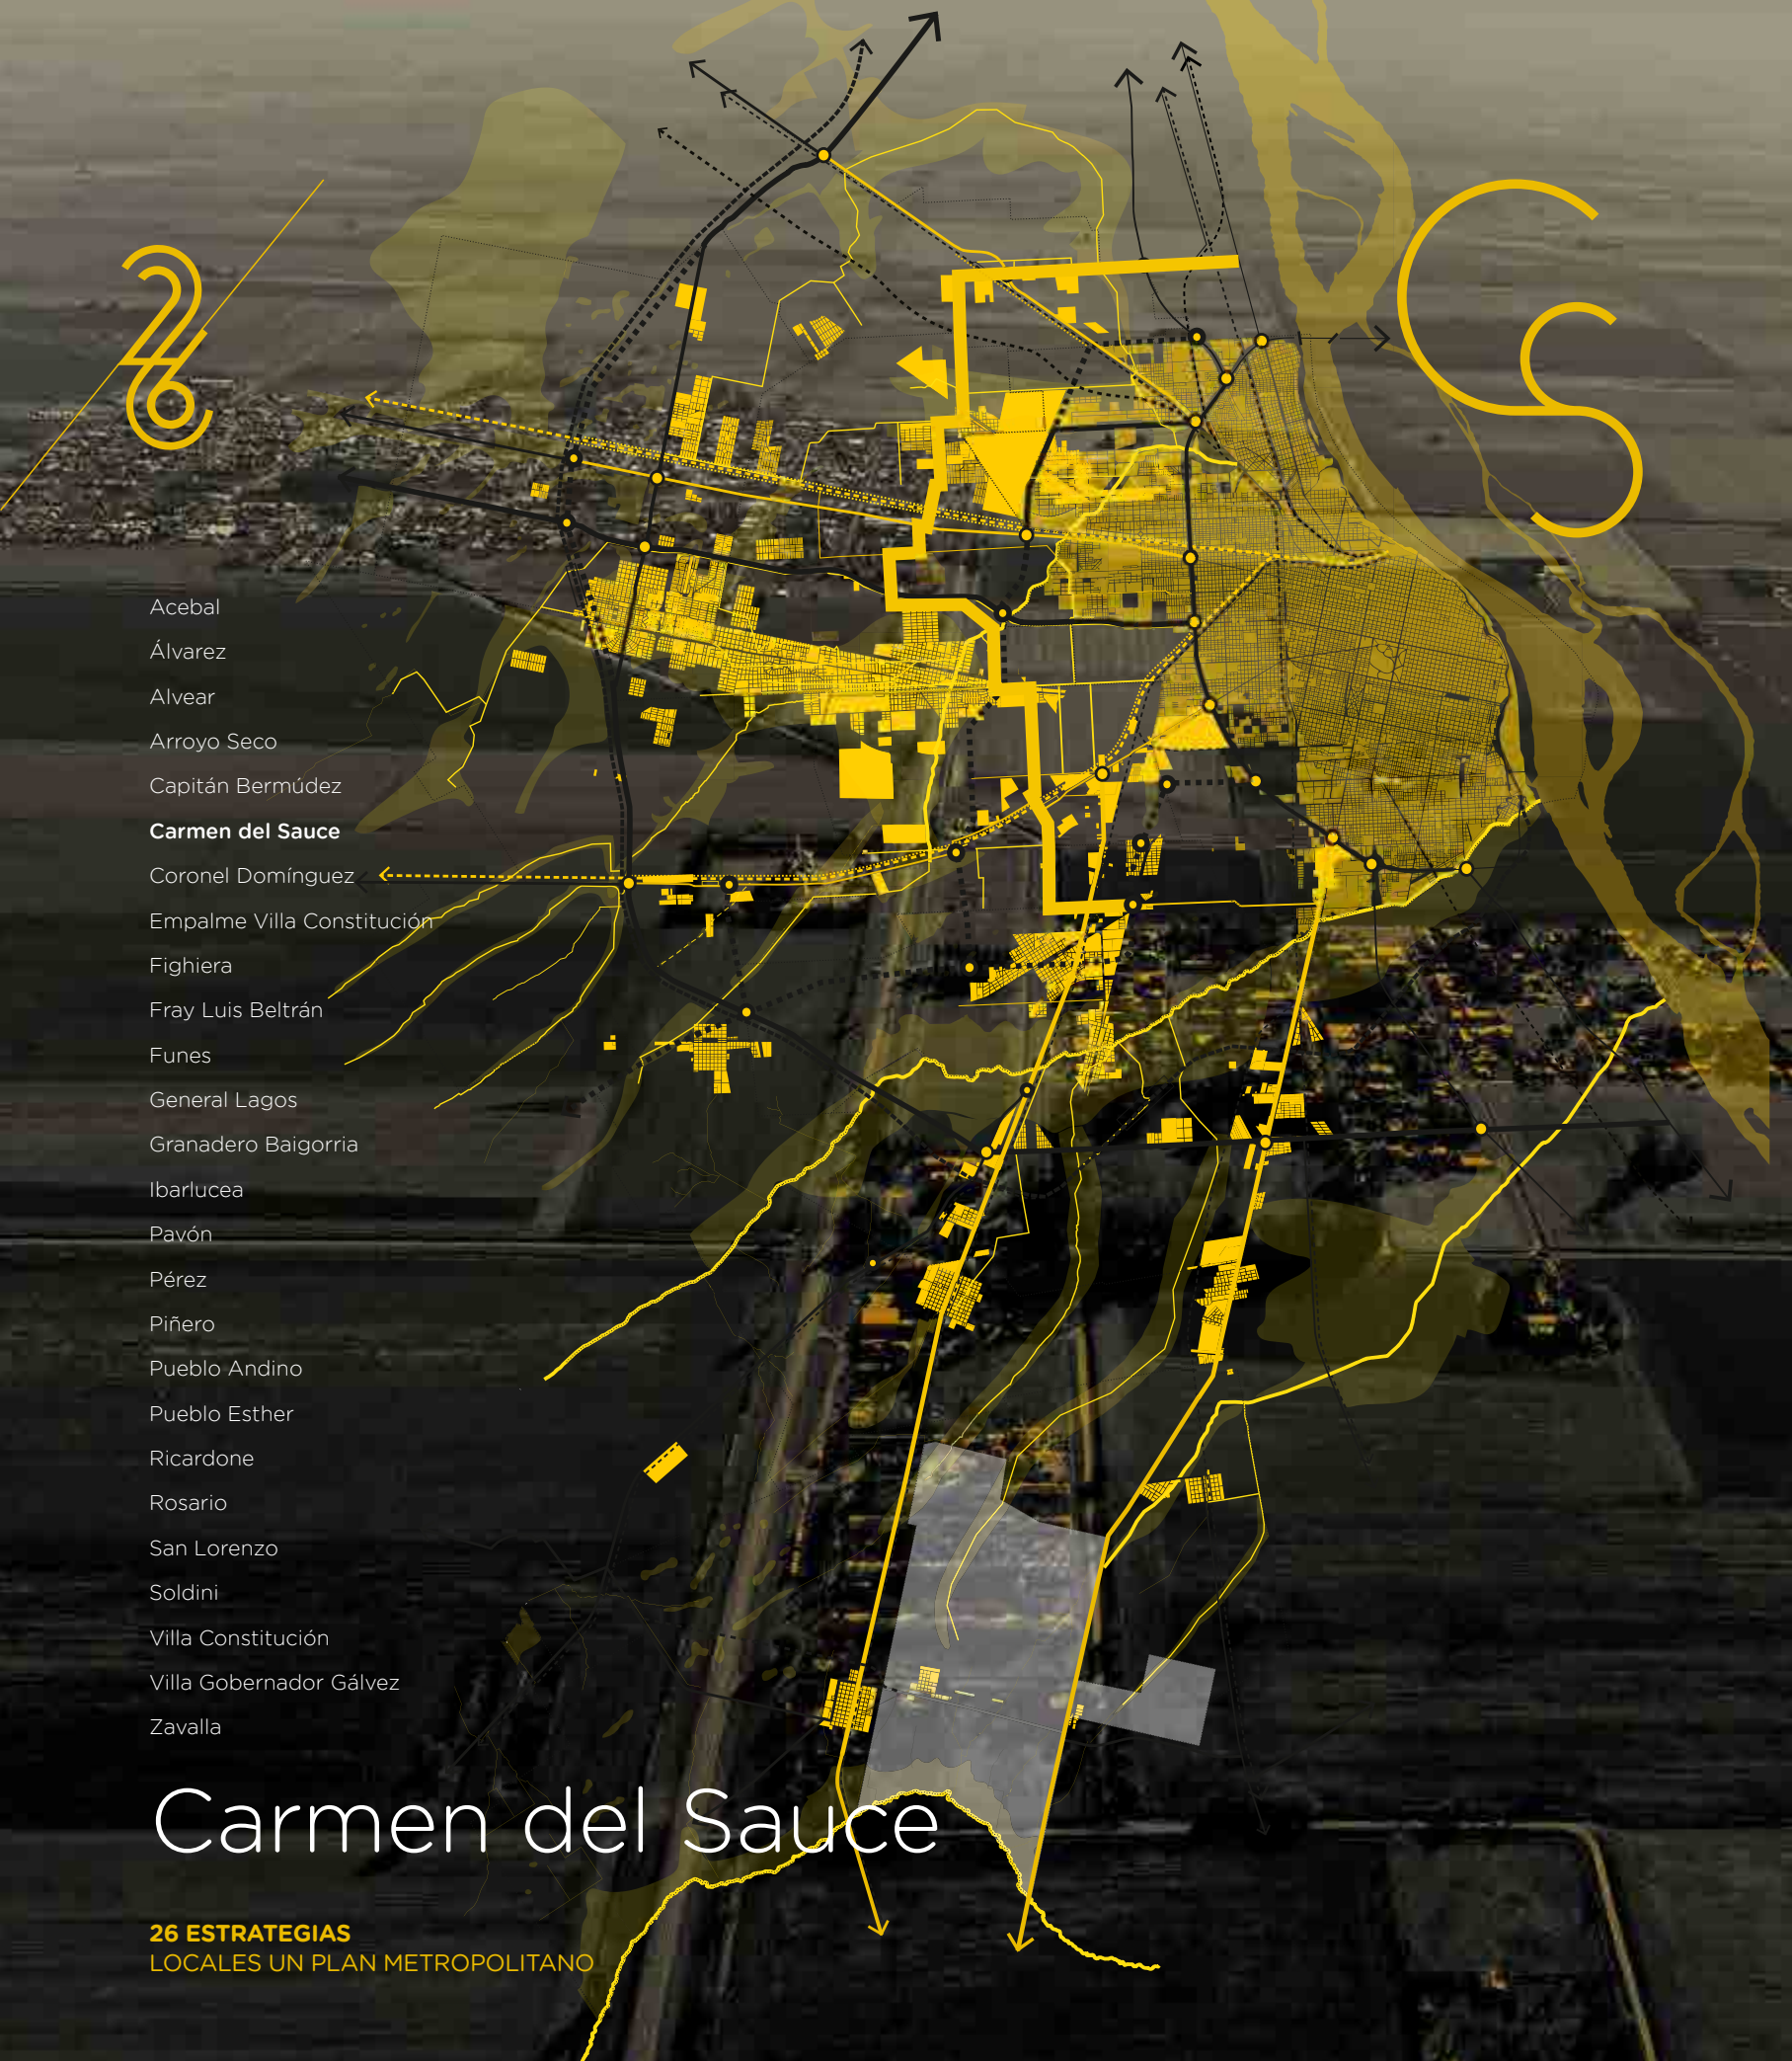 26
CS
Acebal
Álvarez
Alvear
Arroyo Seco
Capitán Bermúdez
Carmen del Sauce
Coronel Domínguez
Empalme Villa Constitución
Fighiera
Fray Luis Beltrán
Funes
General Lagos
Granadero Baigorria
Ibarlucea
Pavón
Pérez
Piñero
Pueblo Andino
Pueblo Esther
Ricardone
Rosario
San Lorenzo
Soldini
Villa Constitución
Villa Gobernador Gálvez
Zavalla
Carmen del Sauce
26 ESTRATEGIAS
LOCALES UN PLAN METROPOLITANO